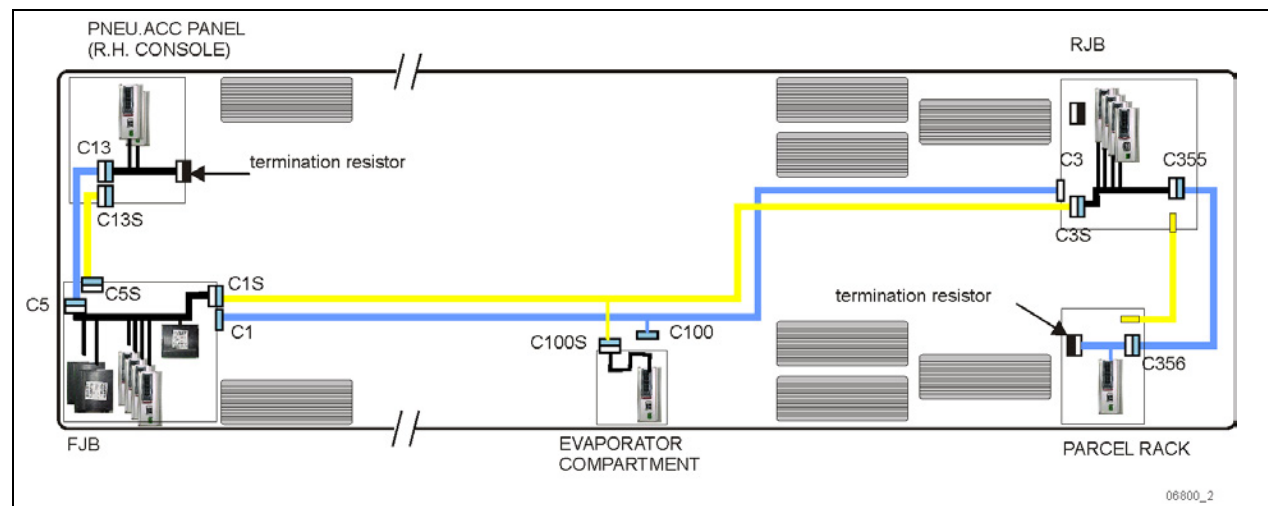 PNEU.ACC PANEL
(R.H. CONSOLE)
RJB
C13
termination resistor
C3
C355
C13S
C3S
C5S
C1S
C5
C1
termination resistor
C100S
C100
C356
FJB
EVAPORATOR
COMPARTMENT
PARCEL RACK
06800_2